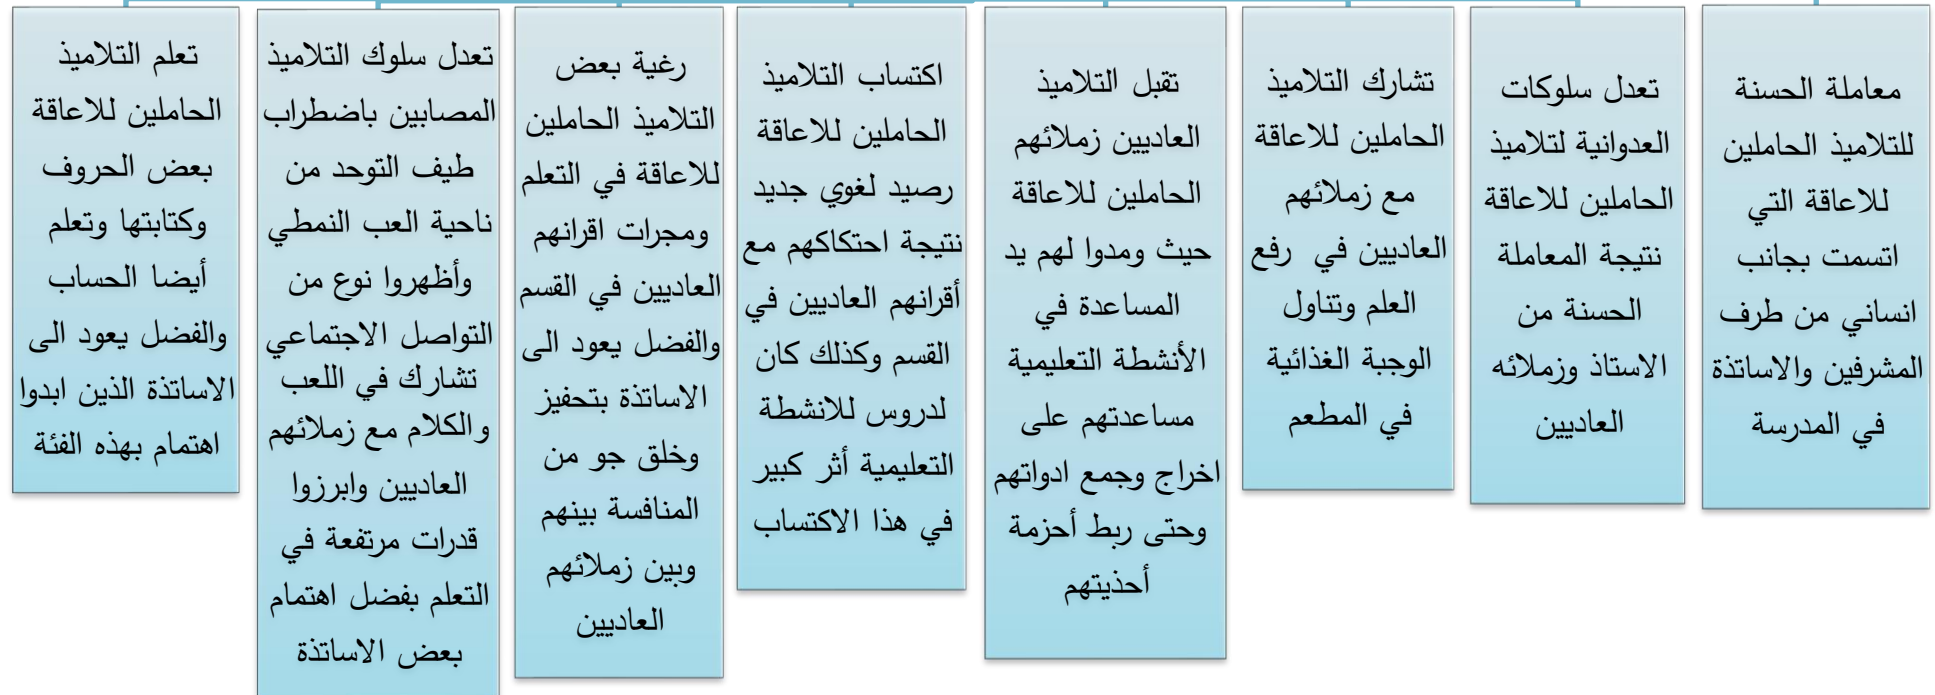 معاملة الحسنة
للتلاميذ الحاملين
للاعاقة التي
اتسمت بجانب
انساني من طرف
المشرفين والاساتذة
في المدرسة
تعدل سلوكات
العدوانية لتلاميذ
الحاملين للاعاقة
نتيجة المعاملة
الحسنة من
الاستاذ وزملائه
العاديين
تشارك التلاميذ
الحاملين للاعاقة
مع زملائهم
العاديين في رفع
العلم وتناول
الوجبة الغذائية
في المطعم
تقبل التلاميذ
العاديين زملائهم
الحاملين للاعاقة
حيث ومدوا لهم يد
المساعدة في
الأنشطة التعليمية
مساعدتهم على
اخراج وجمع ادواتهم
وحتى ربط أحزمة
أحذيتهم
اكتساب التلاميذ
الحاملين للاعاقة
رصيد لغوي جديد
نتيجة احتكاكهم مع
أقرانهم العاديين في
القسم وكذلك كان
لدروس للانشطة
التعليمية أثر كبير
في هذا الاكتساب
رغية بعض
التلاميذ الحاملين
للاعاقة في التعلم
ومجرات اقرانهم
العاديين في القسم
والفضل يعود الى
الاساتذة بتحفيز
وخلق جو من
المنافسة بينهم
وبين زملائهم
العاديين
تعدل سلوك التلاميذ
المصابين باضطراب
طيف التوحد من
ناحية العب النمطي
وأظهروا نوع من
التواصل الاجتماعي
تشارك في اللعب
والكلام مع زملائهم
العاديين وابرزوا
قدرات مرتفعة في
التعلم بفضل اهتمام
بعض الاساتذة
تعلم التلاميذ
الحاملين للاعاقة
بعض الحروف
وكتابتها وتعلم
أيضا الحساب
والفضل يعود الى
الاساتذة الذين ابدوا
اهتمام بهذه الفئة